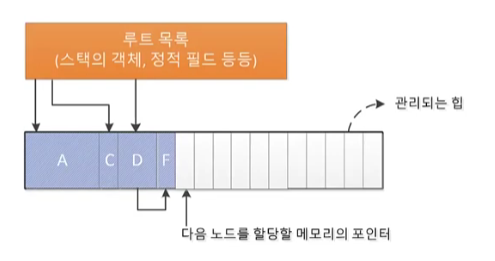 루트 목록
(스택의 객체, 정적 필드 등등)
관리되는 힙
A
C
D
F
다음 노드를 할당할 메모리의 포인터